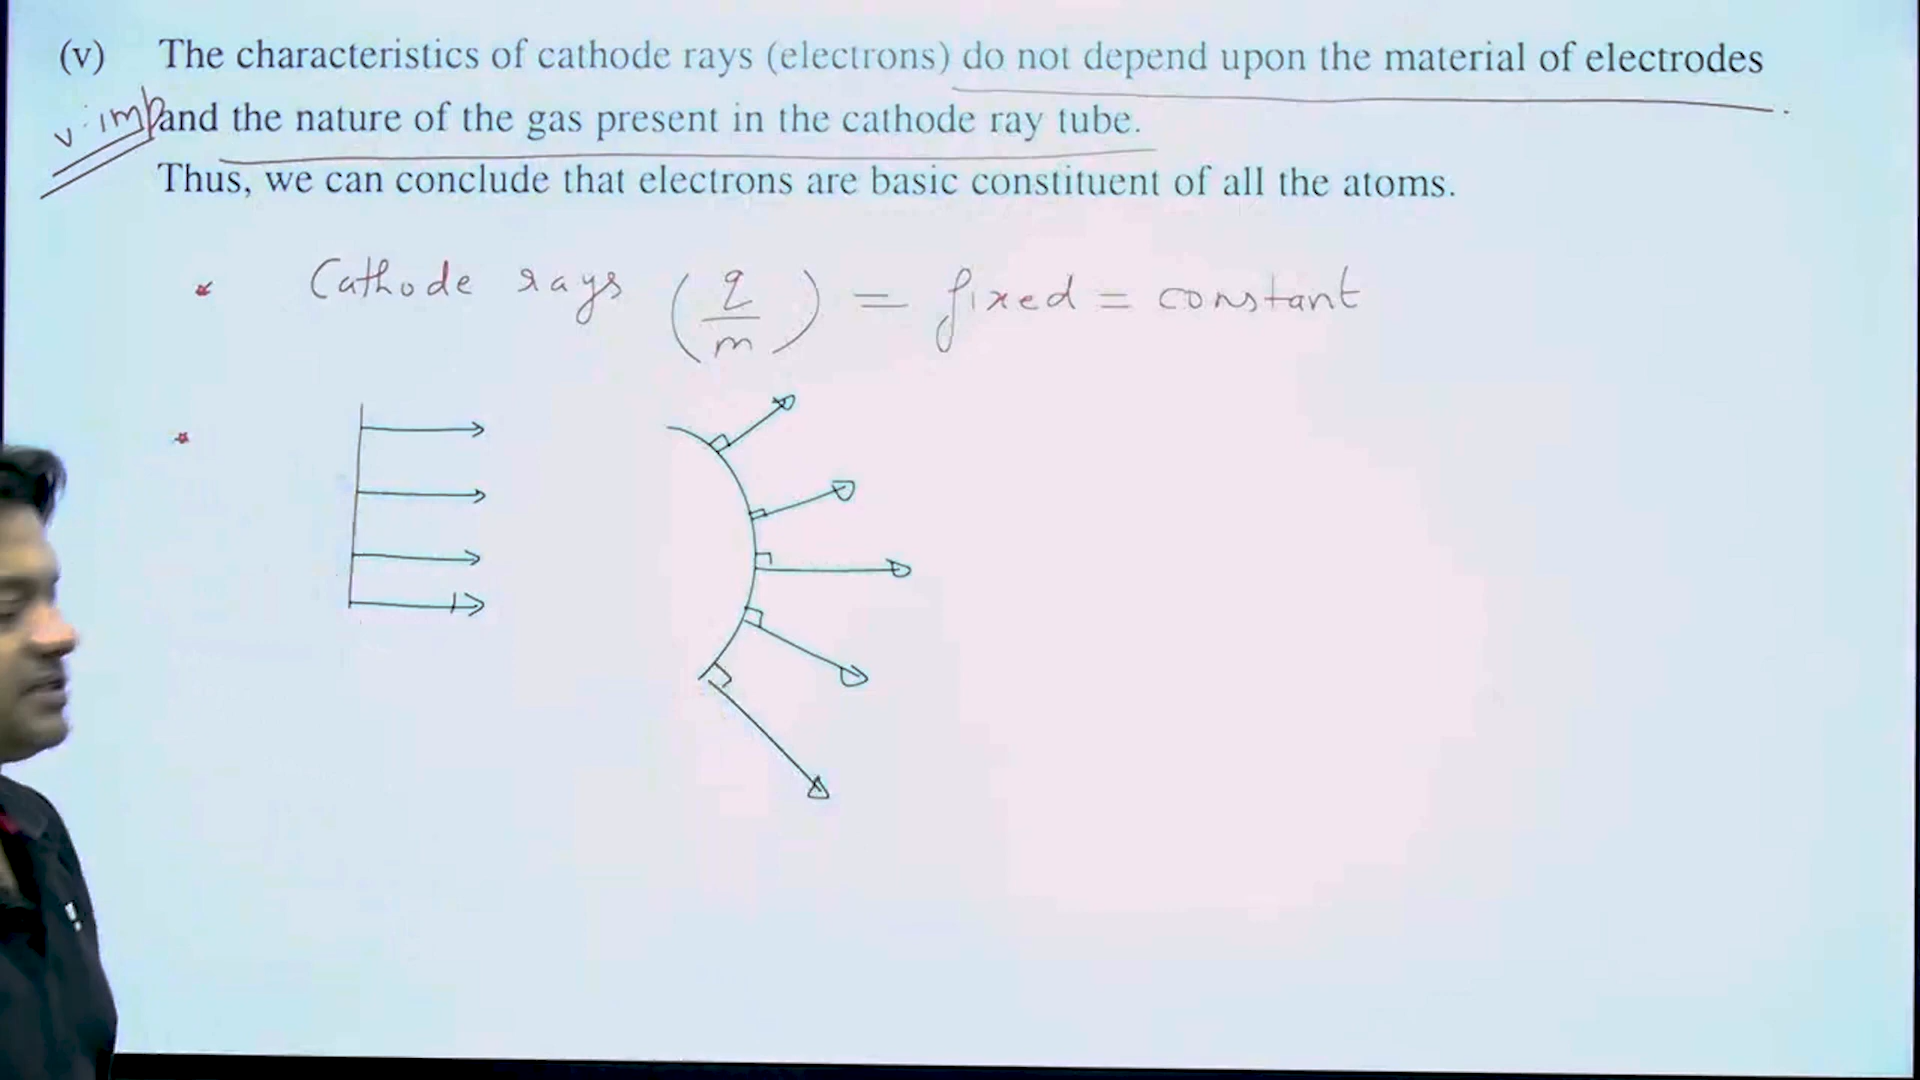 (v) The characteristics of cathode rays (electrons) do not depend upon the material of electrodes
v.imp and the nature of the gas present in the cathode ray tube.
Thus, we can conclude that electrons are basic constituent of all the atoms.
* Cathode rays (q/m) = fixed = constant
*